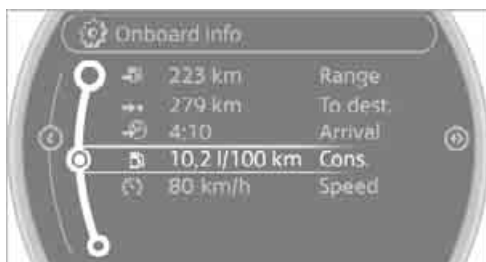 Onboard info
223 km Range
279 km To dest.
4:10 Arrival
10,2 l/100 km Cons.
80 km/h Speed